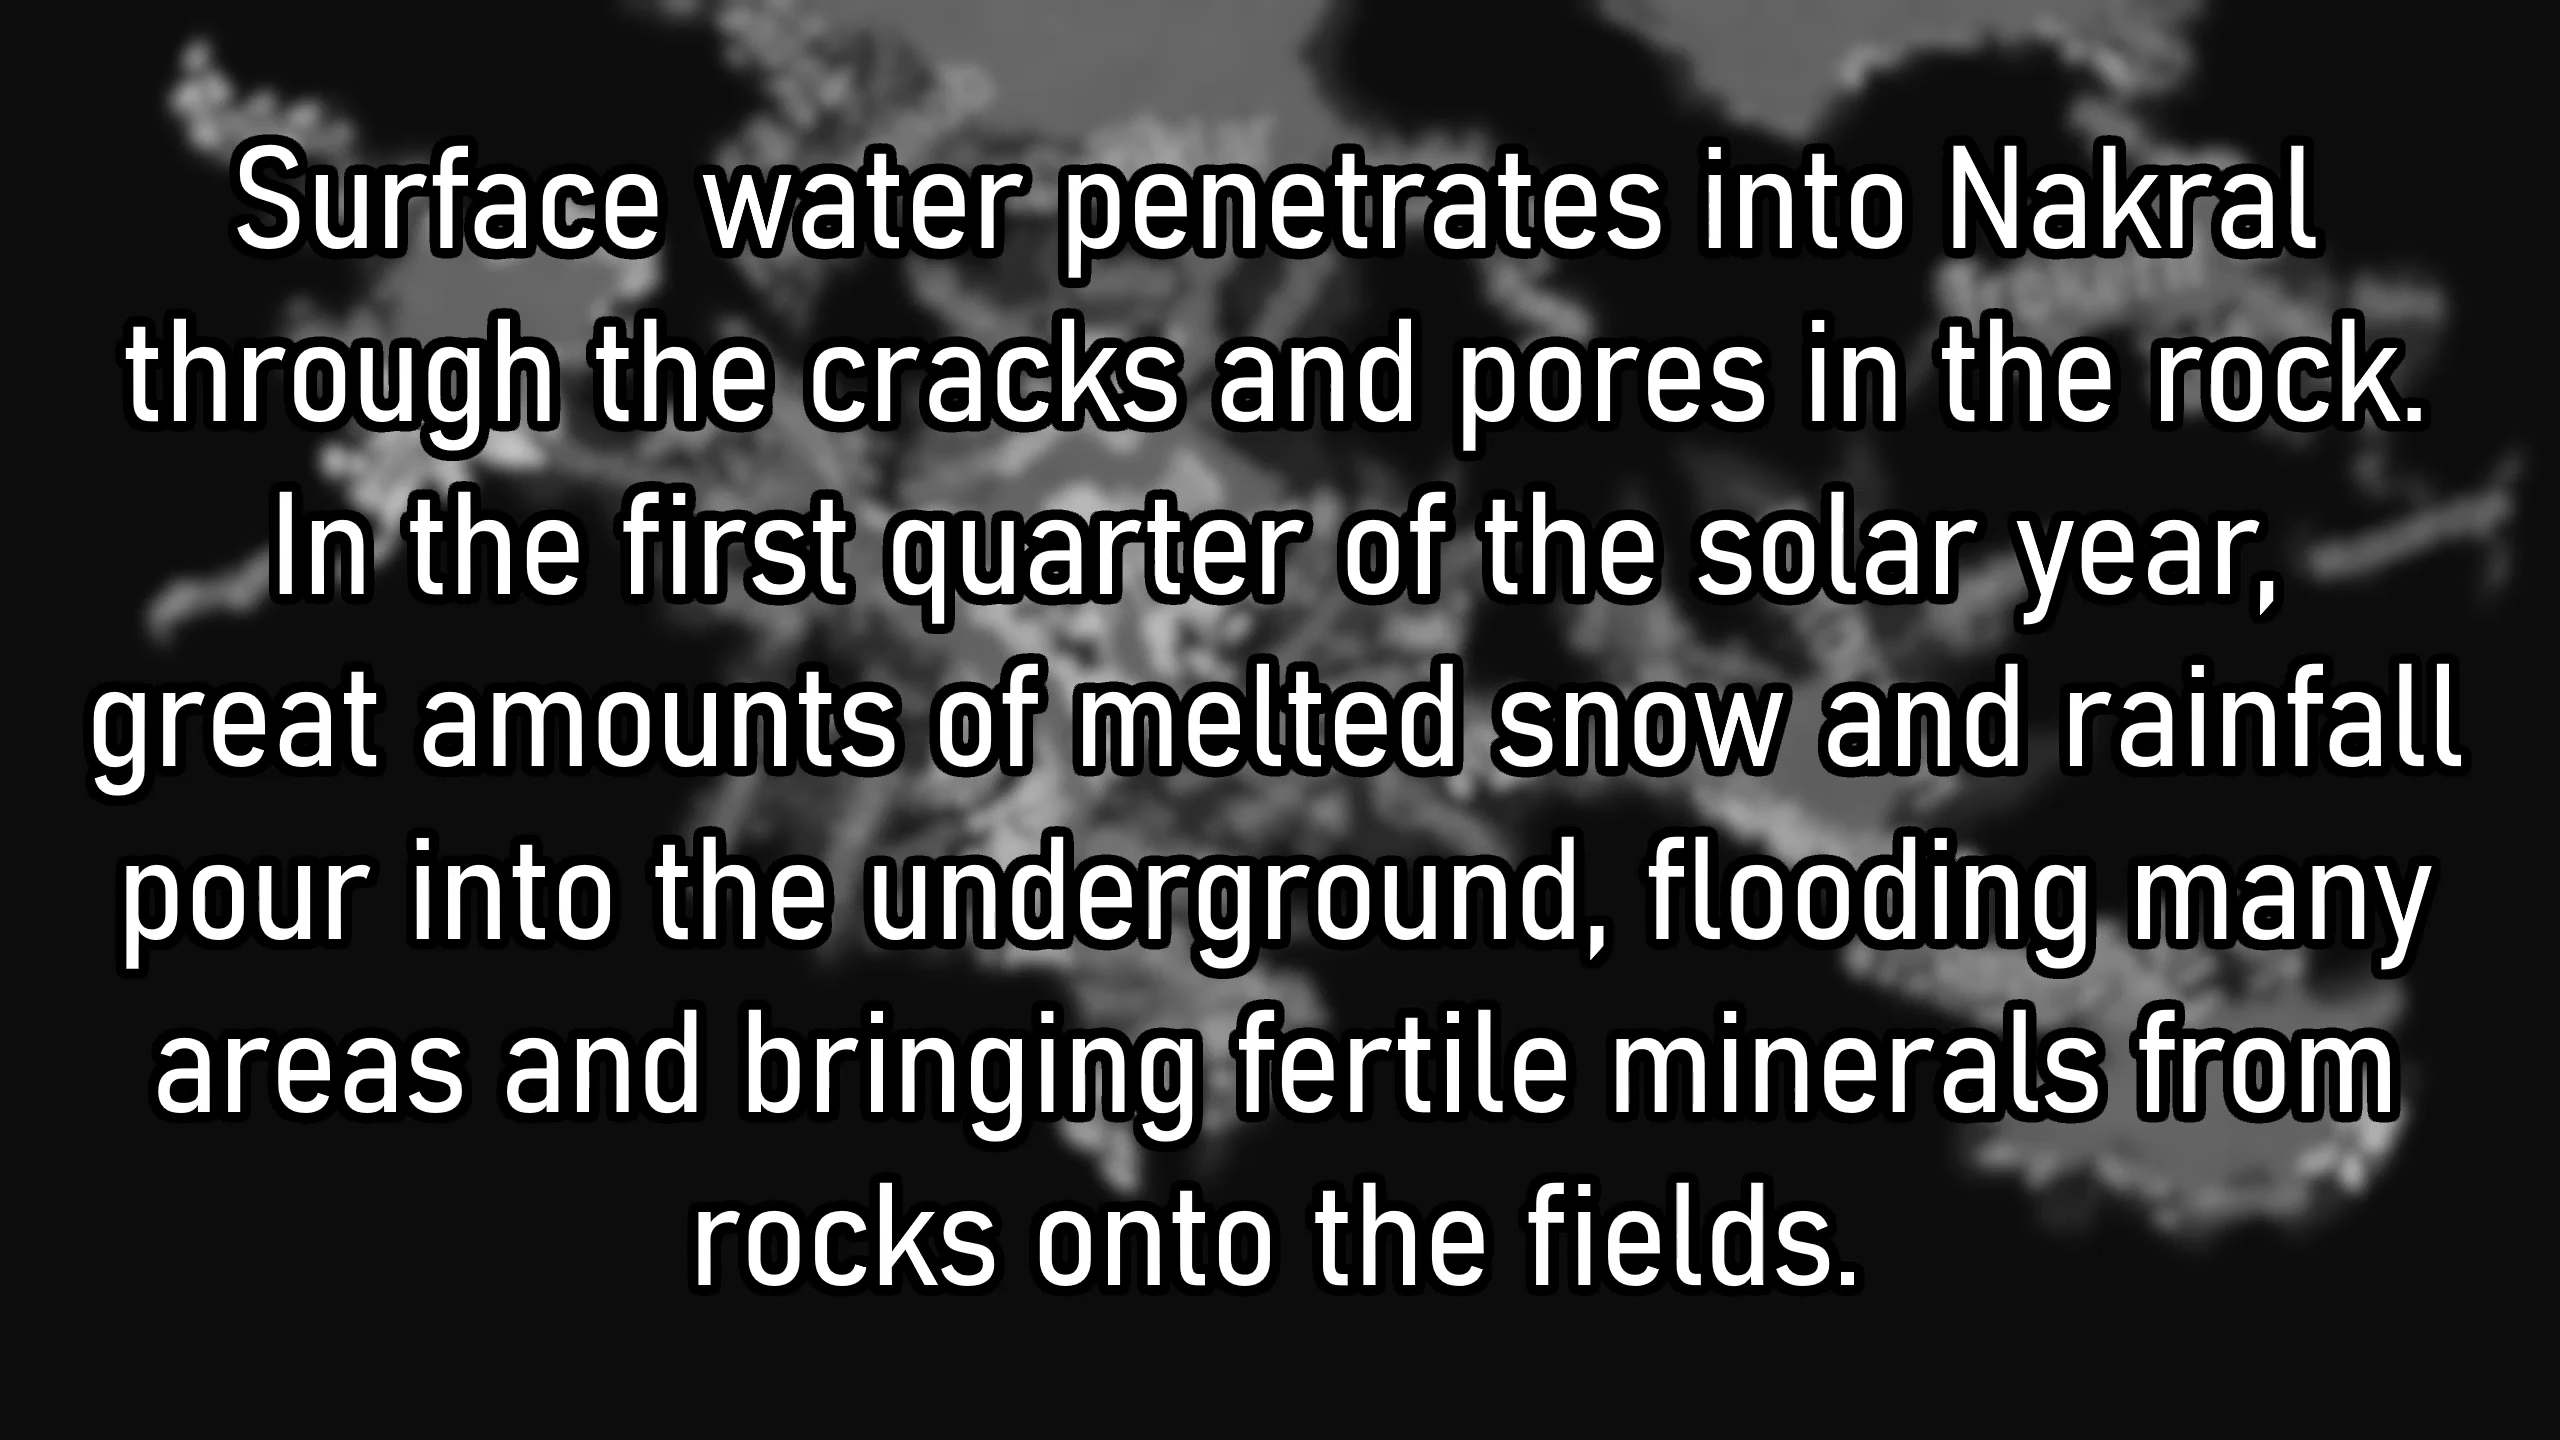 Surface water penetrates into Nakral
through the cracks and pores in the rock.
In the first quarter of the solar year,
great amounts of melted snow and rainfall
pour into the underground, flooding many
areas and bringing fertile minerals from
rocks onto the fields.